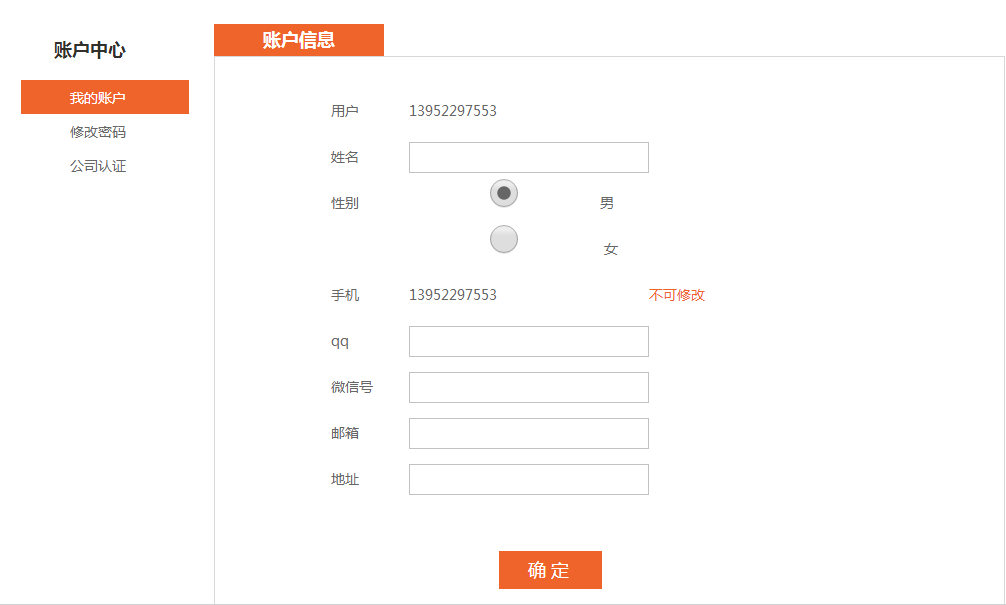 账户中心
我的账户
修改密码
公司认证
账户信息
用户 13952297553
姓名
性别 男
女
手机 13952297553 不可修改
qq
微信号
邮箱
地址
确 定